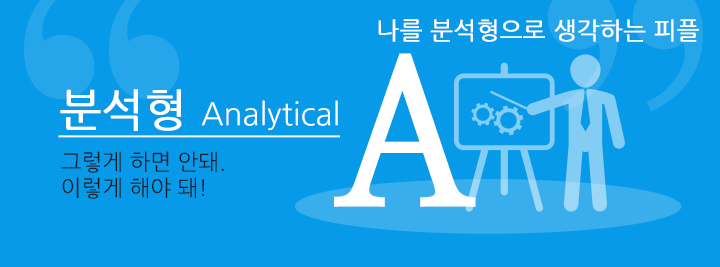 나를 분석형으로 생각하는 피플
분석형 Analytical
A
그렇게 하면 안돼.
이렇게 해야 돼!